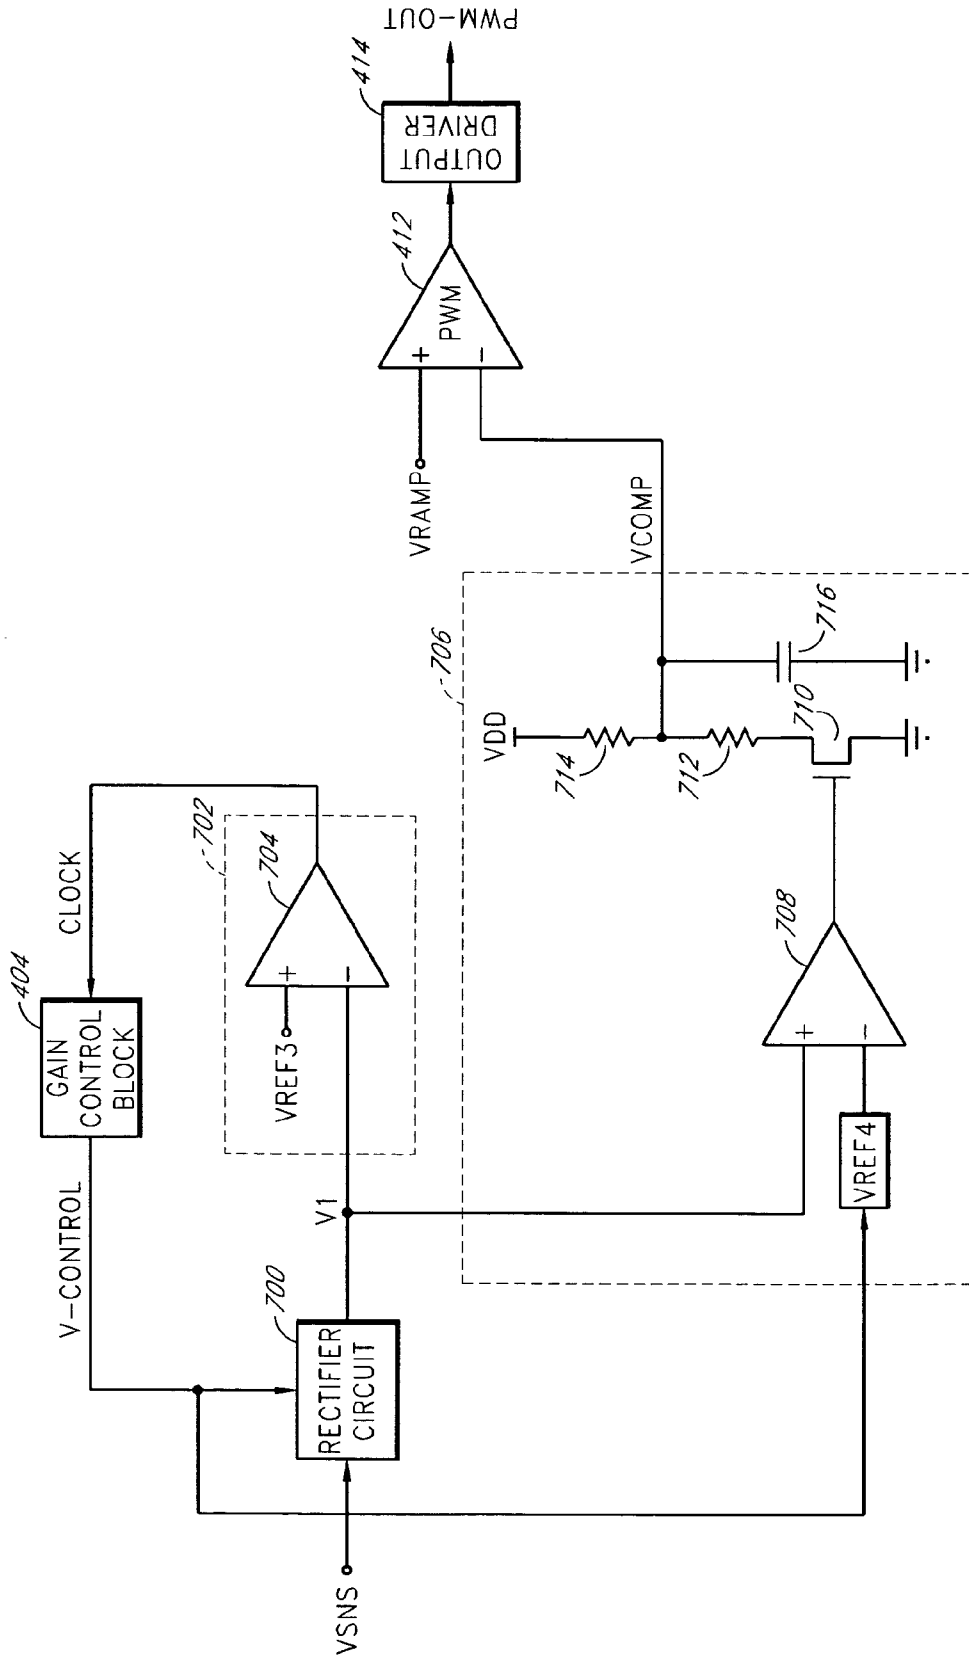 GAIN
CONTROL
BLOCK
404
CLOCK
V-CONTROL
702
704
+
−
VREF3
V1
700
RECTIFIER
CIRCUIT
VSNS
706
VDD
714
712
710
716
708
+
−
VREF4
VCOMP
VRAMP
+
−
PWM
412
OUTPUT
DRIVER
414
PWM-OUT